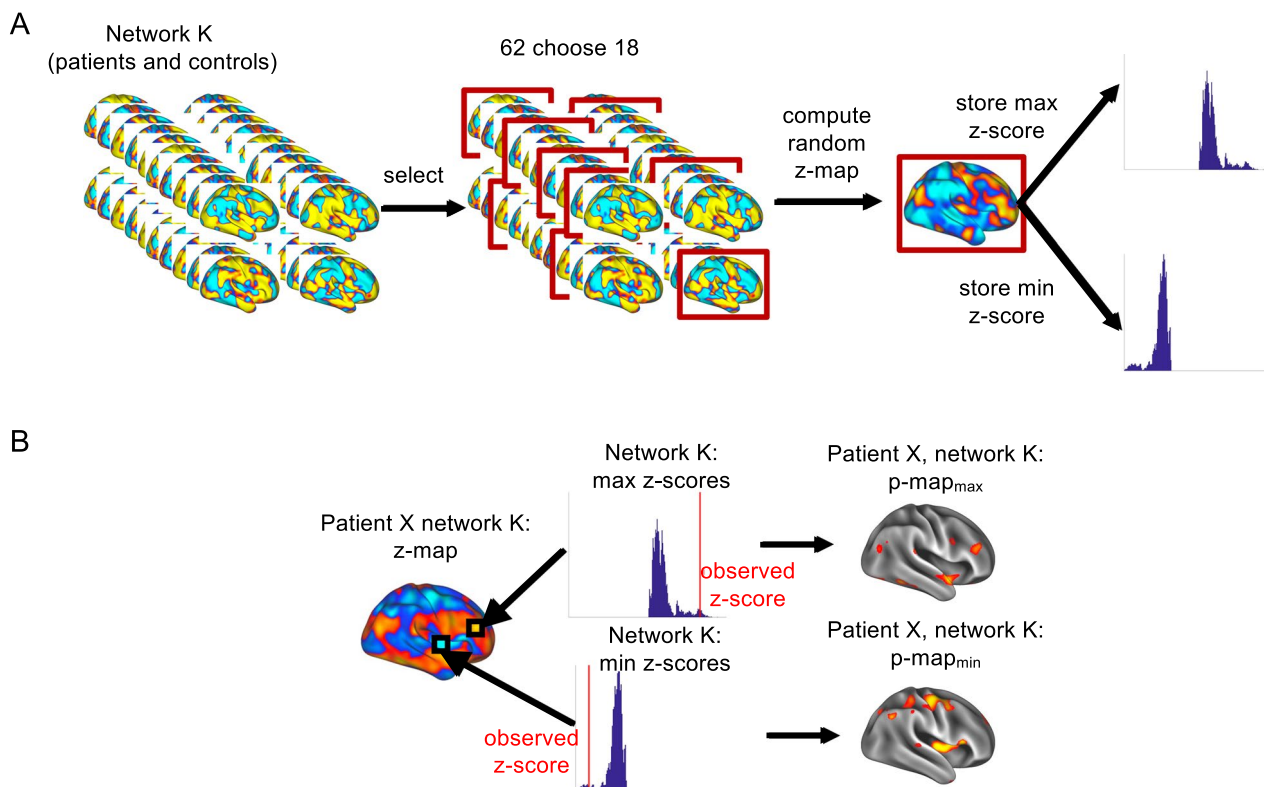 A
Network K
(patients and controls)
62 choose 18
select
compute
random
z-map
store max
z-score
store min
z-score
B
Patient X network K:
z-map
Network K:
max z-scores
observed
z-score
Patient X, network K:
p-mapmax
Network K:
min z-scores
observed
z-score
Patient X, network K:
p-mapmin